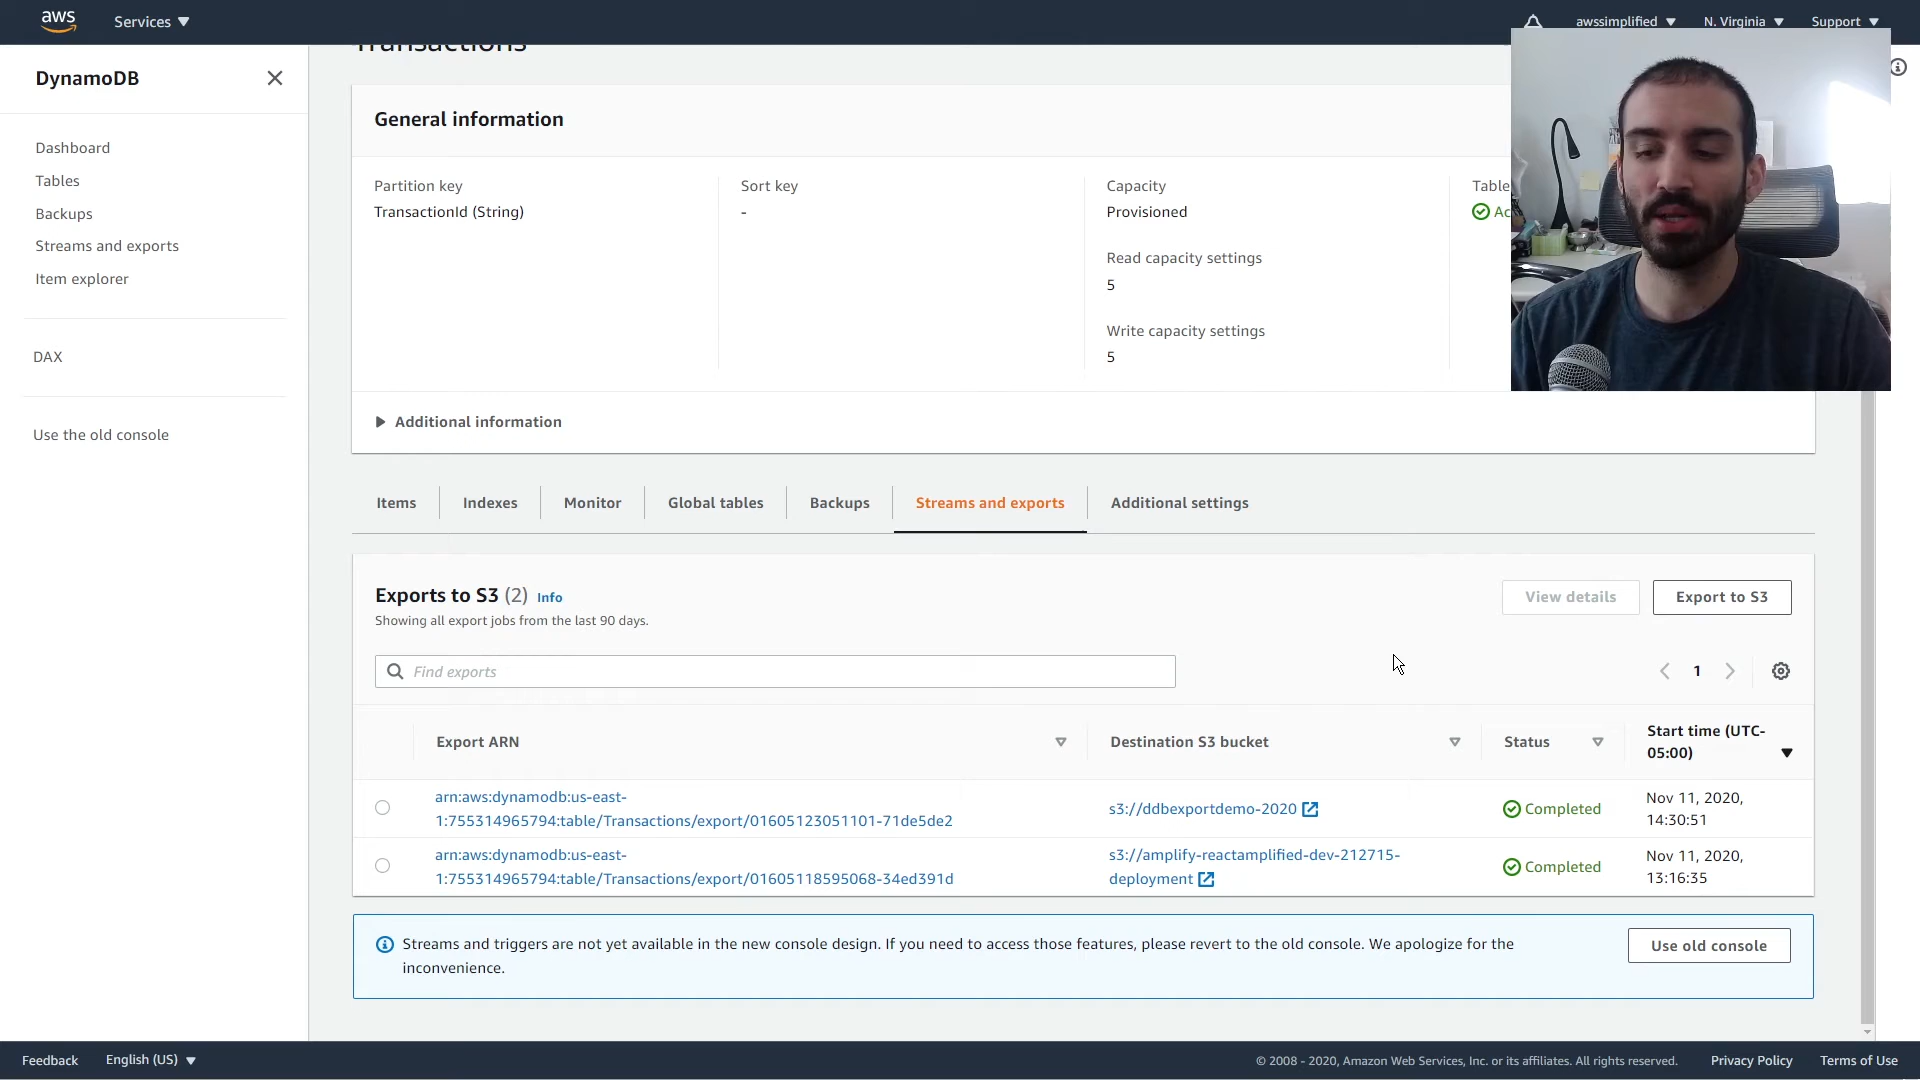 aws
Services
awssimplified
N. Virginia
Support
Transactions
DynamoDB
Dashboard
Tables
Backups
Streams and exports
Item explorer
DAX
Use the old console
General information
Partition key
TransactionId (String)
Sort key
-
Capacity
Provisioned
Read capacity settings
5
Write capacity settings
5
Table
Ac
Additional information
Items
Indexes
Monitor
Global tables
Backups
Streams and exports
Additional settings
Exports to S3 (2) Info
Showing all export jobs from the last 90 days.
View details
Export to S3
Find exports
1
Export ARN
Destination S3 bucket
Status
Start time (UTC-
05:00)
arn:aws:dynamodb:us-east-
1:755314965794:table/Transactions/export/01605123051101-71de5de2
s3://ddbexportdemo-2020
Completed
Nov 11, 2020,
14:30:51
arn:aws:dynamodb:us-east-
1:755314965794:table/Transactions/export/01605118595068-34ed391d
s3://amplify-reactamplified-dev-212715-
deployment
Completed
Nov 11, 2020,
13:16:35
Streams and triggers are not yet available in the new console design. If you need to access those features, please revert to the old console. We apologize for the
inconvenience.
Use old console
Feedback
English (US)
© 2008 - 2020, Amazon Web Services, Inc. or its affiliates. All rights reserved.
Privacy Policy
Terms of Use